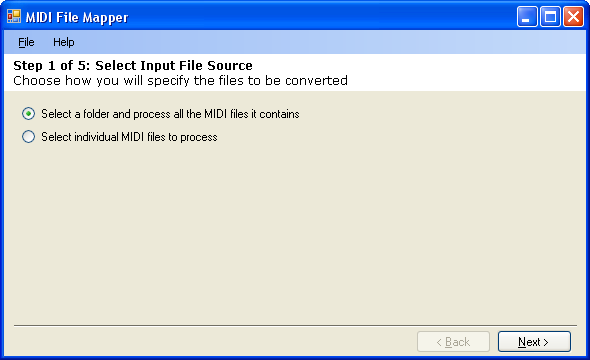 MIDI File Mapper
File Help
Step 1 of 5: Select Input File Source
Choose how you will specify the files to be converted
Select a folder and process all the MIDI files it contains
Select individual MIDI files to process
< Back Next >